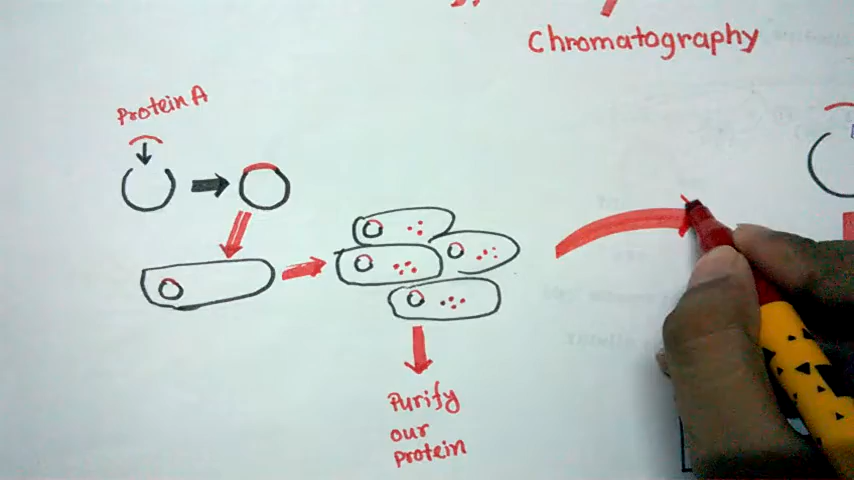 Chromatography
Protein A
Purify
our
protein